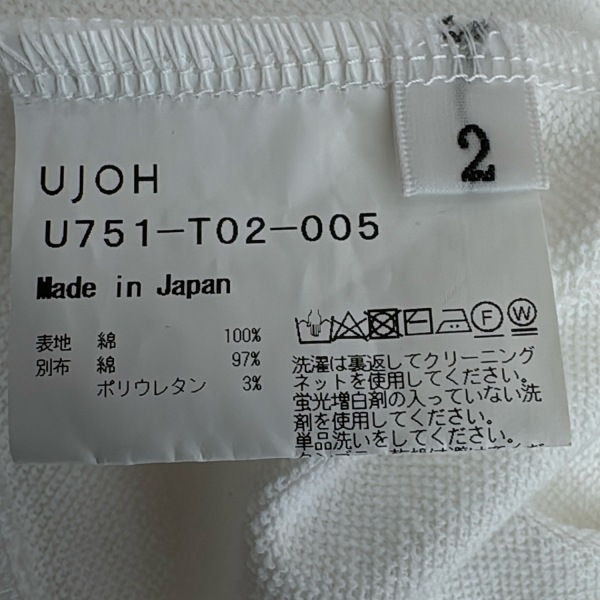 2
UJOH
U751-T02-005
Made in Japan
表地 綿 100%
別布 綿 97%
ポリウレタン 3%
F W
洗濯は裏返してクリーニング
ネットを使用してください。
蛍光増白剤の入っていない洗
剤を使用してください。
単品洗いをしてください。